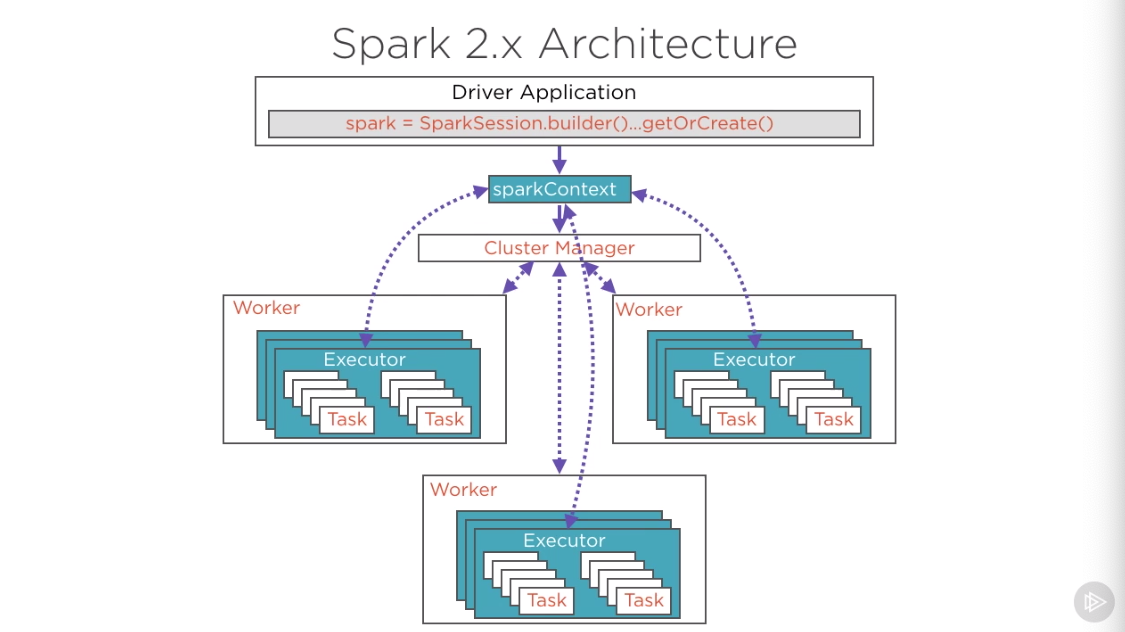 Spark 2.x Architecture
Driver Application
spark = SparkSession.builder()...getOrCreate()
sparkContext
Cluster Manager
Worker
Executor
Task
Task
Worker
Executor
Task
Task
Worker
Executor
Task
Task